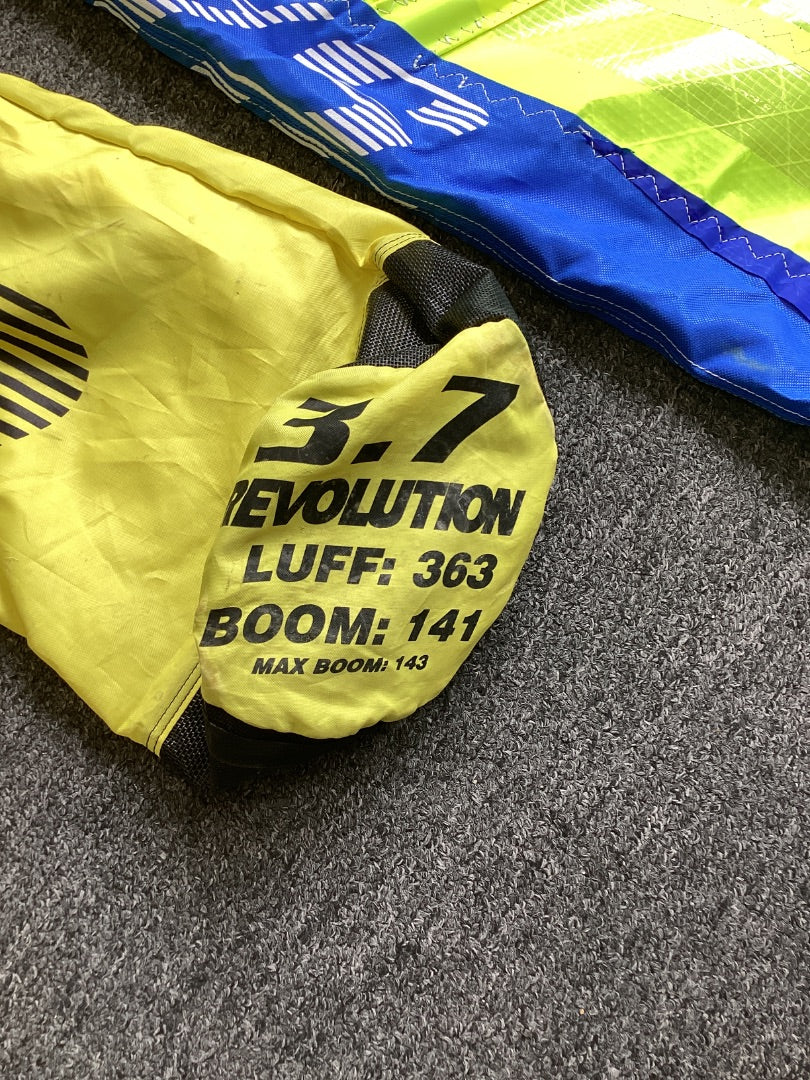 3.7
REVOLUTION
LUFF: 363
BOOM: 141
MAX BOOM: 143